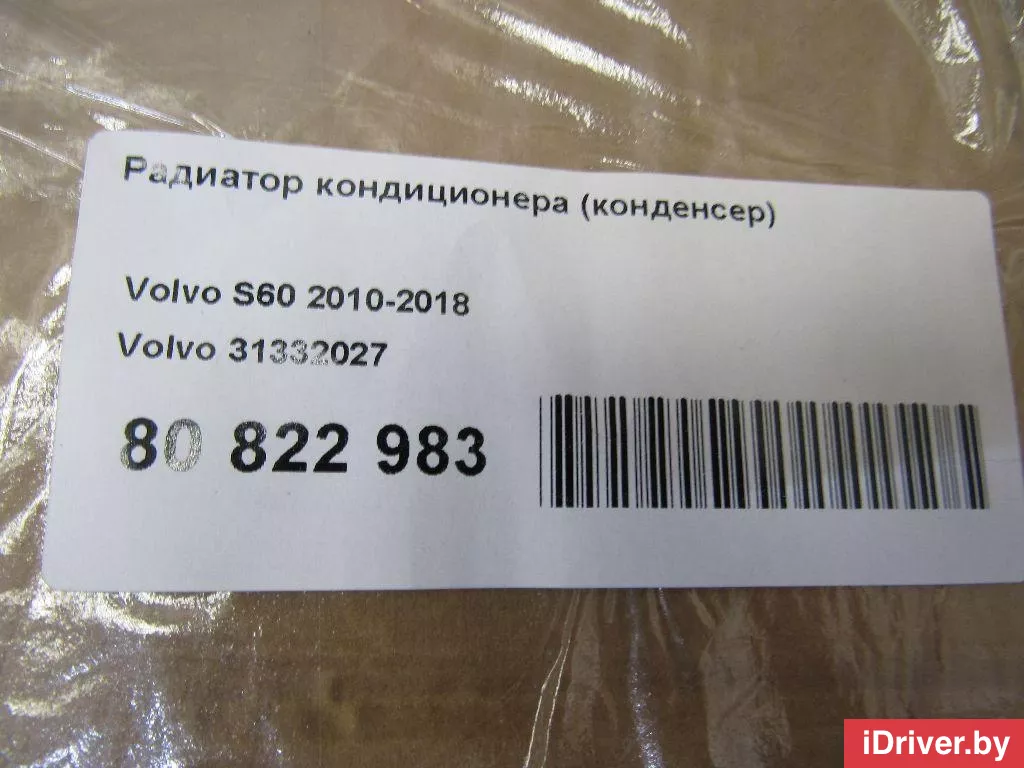 Радиатор кондиционера (конденсер)
Volvo S60 2010-2018
Volvo 31332027
80 822 983
iDriver.by